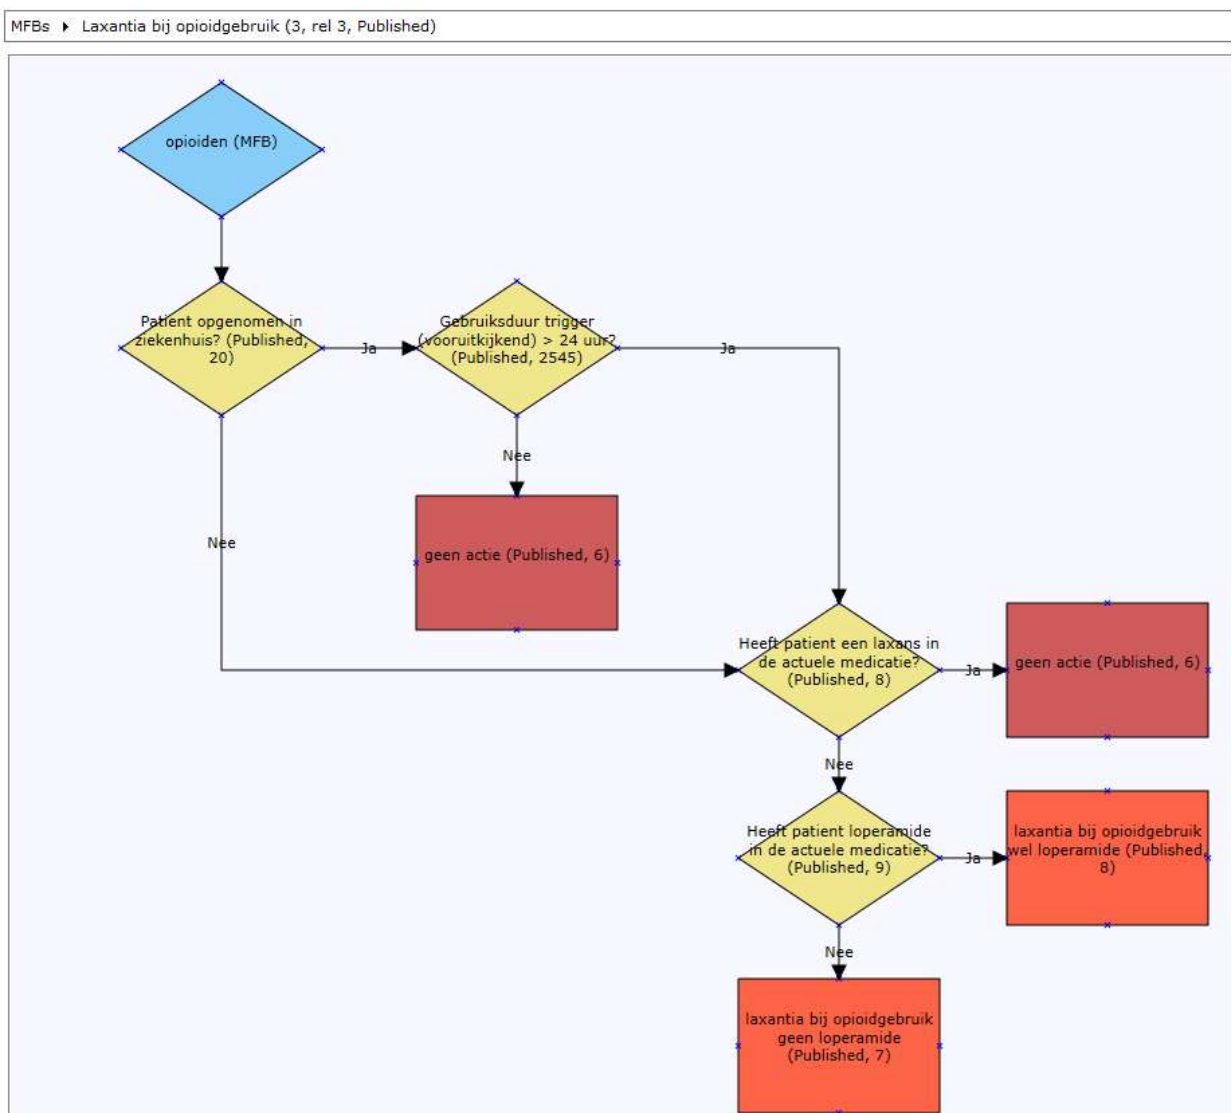 MFBs ▸ Laxantia bij opioidgebruik (3, rel 3, Published)
opioiden (MFB)
Patient opgenomen in
ziekenhuis? (Published,
20)
Ja
Gebruiksduur trigger
(vooruitkijkend) > 24 uur?
(Published, 2545)
Ja
Nee
geen actie (Published, 6)
Nee
Heeft patient een laxans in
de actuele medicatie?
(Published, 8)
Ja
geen actie (Published, 6)
Nee
Heeft patient loperamide
in de actuele medicatie?
(Published, 9)
Ja
laxantia bij opioidgebruik
wel loperamide (Published,
8)
Nee
laxantia bij opioidgebruik
geen loperamide
(Published, 7)